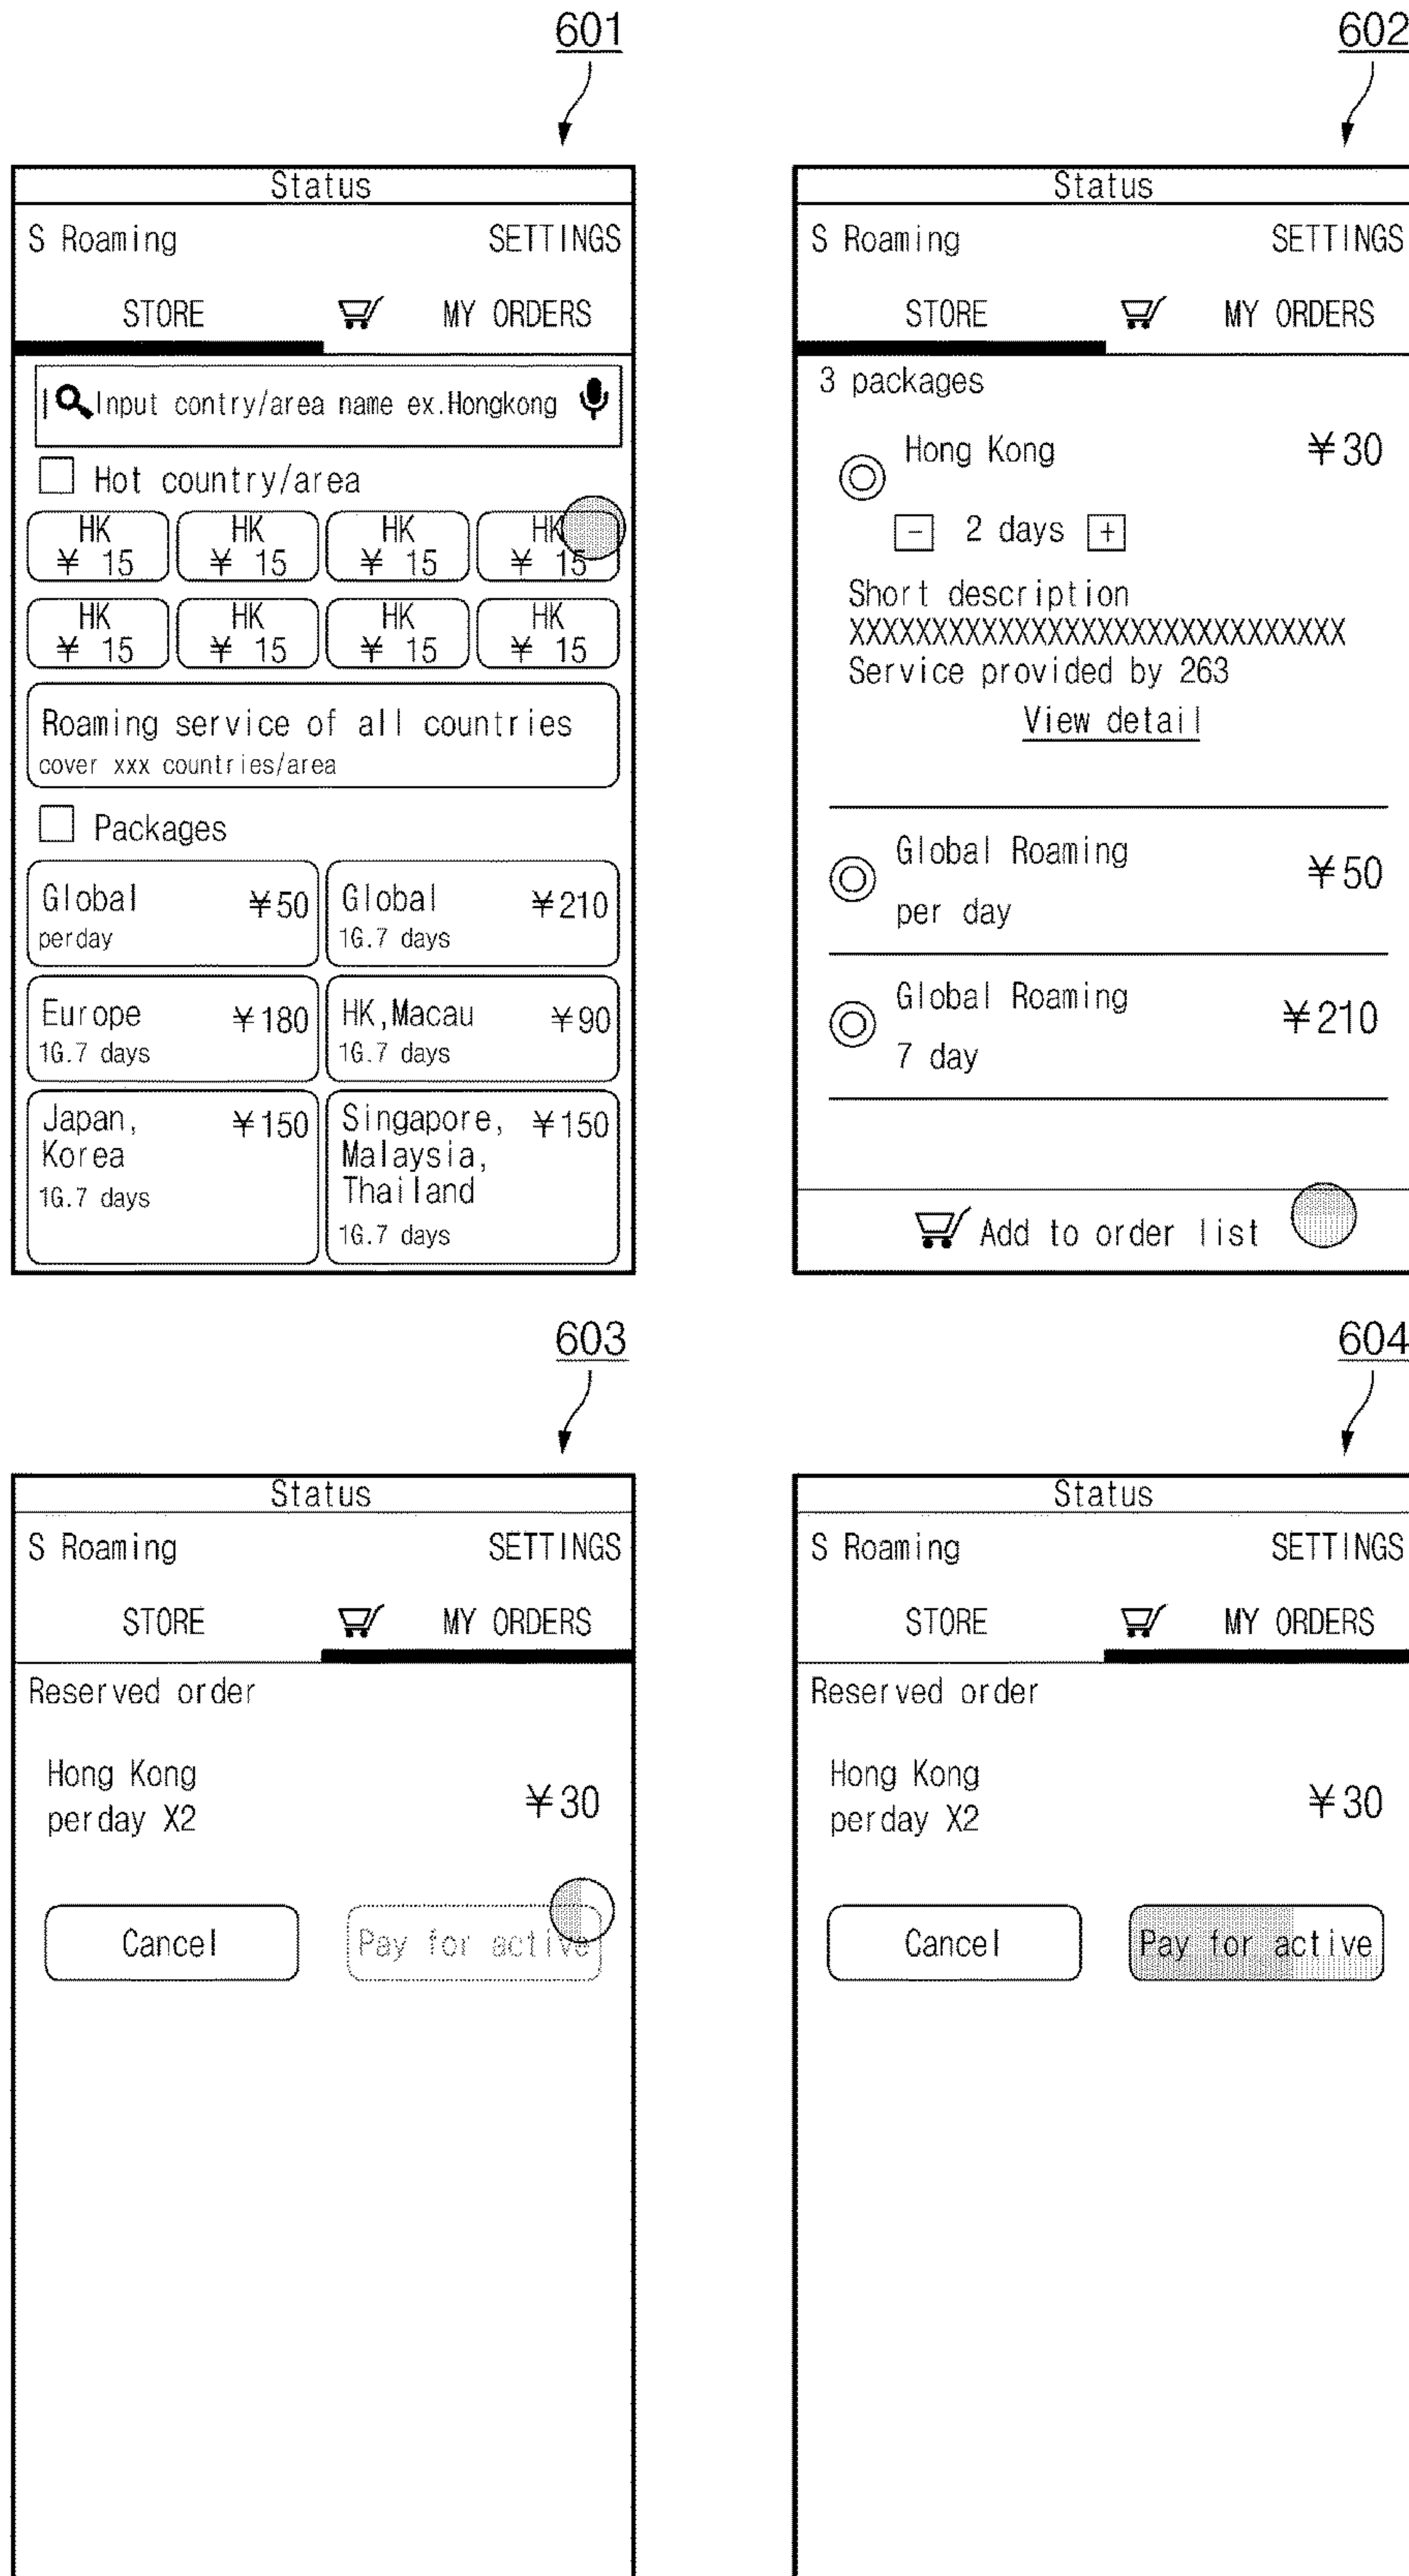 601
Status
S Roaming SETTINGS
STORE MY ORDERS
Input contry/area name ex.Hongkong
Hot country/area
HK HK HK HK
¥ 15 ¥ 15 ¥ 15 ¥ 15
HK HK HK HK
¥ 15 ¥ 15 ¥ 15 ¥ 15
Roaming service of all countries
cover xxx countries/area
Packages
Global ¥50
perday
Global ¥210
1G.7 days
Europe ¥180
1G.7 days
HK,Macau ¥90
1G.7 days
Japan, ¥150
Korea
1G.7 days
Singapore, ¥150
Malaysia,
Thailand
1G.7 days
602
Status
S Roaming SETTINGS
STORE MY ORDERS
3 packages
Hong Kong ¥30
- 2 days +
Short description
XXXXXXXXXXXXXXXXXXXXXXXXXXXXXX
Service provided by 263
View detail
Global Roaming ¥50
per day
Global Roaming ¥210
7 day
Add to order list
603
Status
S Roaming SETTINGS
STORE MY ORDERS
Reserved order
Hong Kong
perday X2 ¥30
Cancel Pay for active
604
Status
S Roaming SETTINGS
STORE MY ORDERS
Reserved order
Hong Kong
perday X2 ¥30
Cancel Pay for active